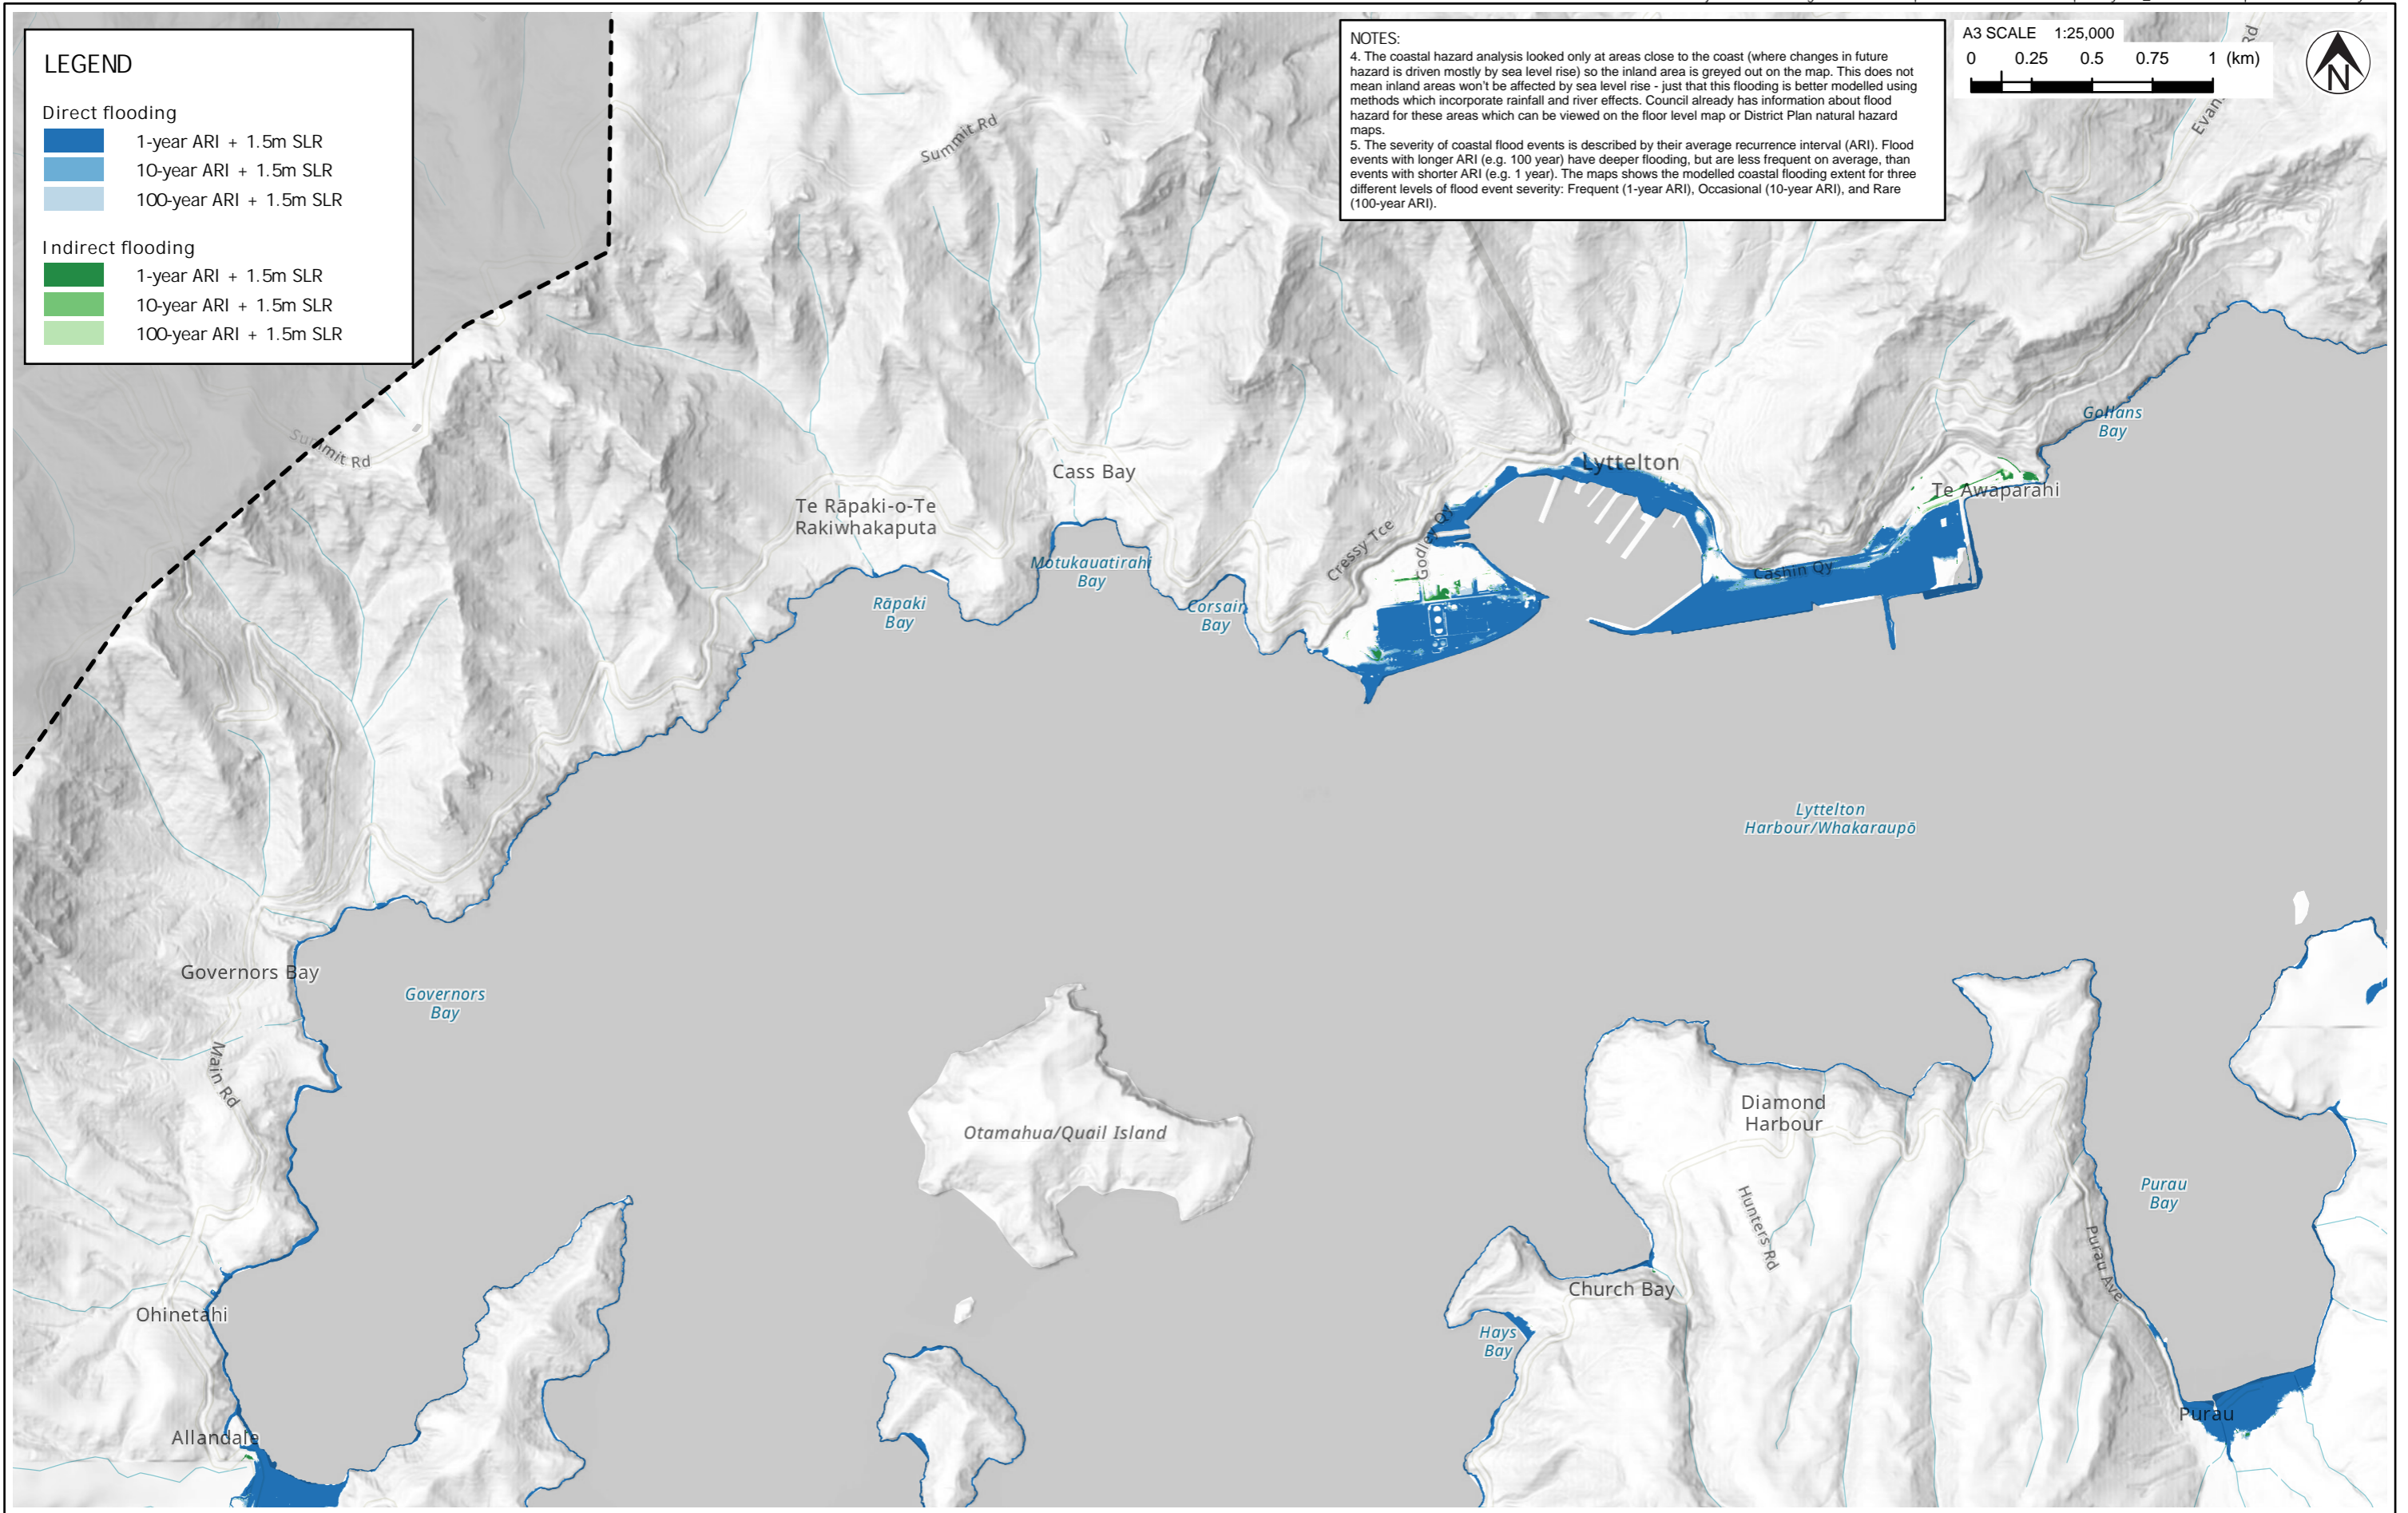 LEGEND
Direct flooding
1-year ARI + 1.5m SLR
10-year ARI + 1.5m SLR
100-year ARI + 1.5m SLR
Indirect flooding
1-year ARI + 1.5m SLR
10-year ARI + 1.5m SLR
100-year ARI + 1.5m SLR
NOTES:
4. The coastal hazard analysis looked only at areas close to the coast (where changes in future
hazard is driven mostly by sea level rise) so the inland area is greyed out on the map. This does not
mean inland areas won't be affected by sea level rise - just that this flooding is better modelled using
methods which incorporate rainfall and river effects. Council already has information about flood
hazard for these areas which can be viewed on the floor level map or District Plan natural hazard
maps.
5. The severity of coastal flood events is described by their average recurrence interval (ARI). Flood
events with longer ARI (e.g. 100 year) have deeper flooding, but are less frequent on average, than
events with shorter ARI (e.g. 1 year). The maps shows the modelled coastal flooding extent for three
different levels of flood event severity: Frequent (1-year ARI), Occasional (10-year ARI), and Rare
(100-year ARI).
A3 SCALE 1:25,000
0 0.25 0.5 0.75 1 (km)
N
Rd
Summit Rd
Summit Rd
Gollans
Bay
Lyttelton
Cass Bay
Te Rāpaki-o-Te
Rakiwhakaputa
Te Awaparahi
Cressy Tce
Godley Qy
Cashin Qy
Motukauatirahi
Bay
Rāpaki
Bay
Corsair
Bay
Lyttelton
Harbour/Whakaraupō
Governors Bay
Governors
Bay
Main Rd
Otamahua/Quail Island
Diamond
Harbour
Hunters Rd
Purau
Bay
Purau Ave
Church Bay
Hays
Bay
Ohinetahi
Allandale
Purau